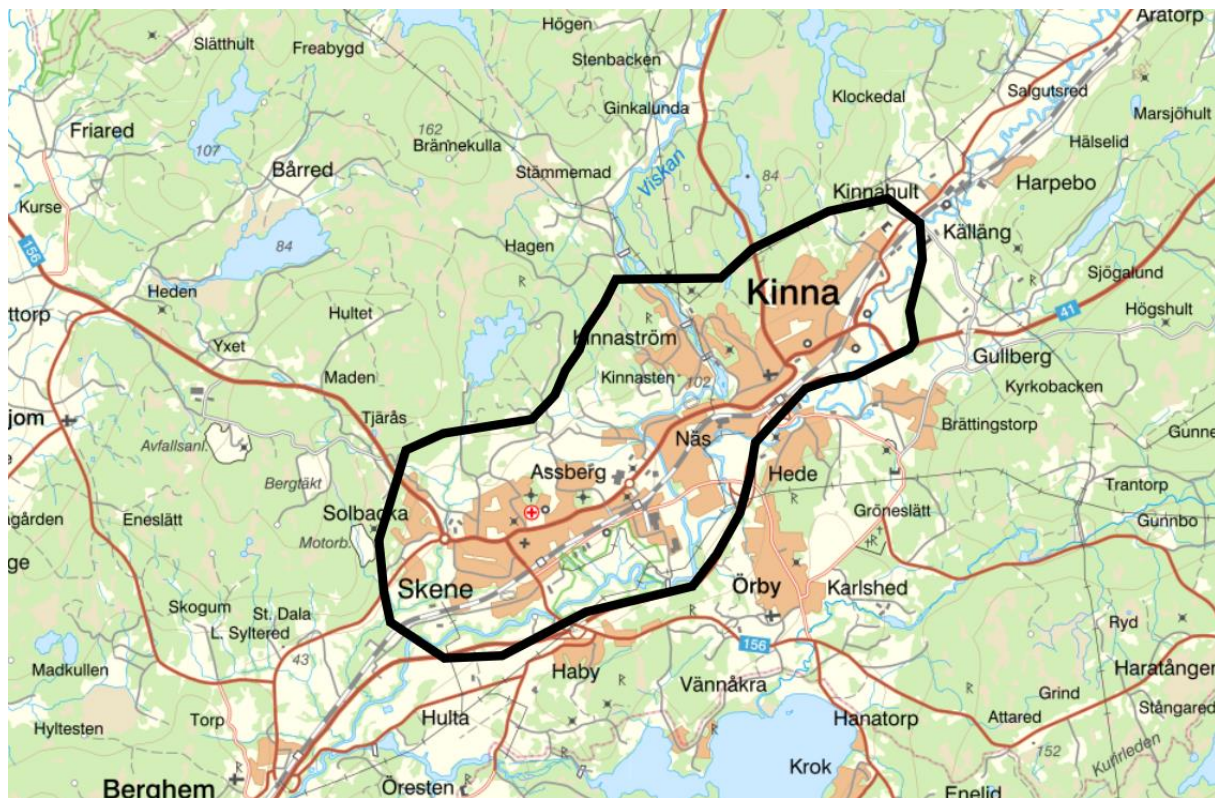 Aratorp
Högen
Slätthult
Freabygd
Stenbacken
Salgutsred
Klockedal
Ginkalunda
Marsjöhult
Friared
162
Brännekulla
Hälselid
107
Bårred
Stämmemad
Viskan
84
Kinnahult
Harpebo
Kurse
Hagen
Källäng
156
84
Sjögalund
Heden
Kinna
Högshult
ttorp
Hultet
41
Yxet
Kinnaström
Gullberg
Maden
Kinnasten
102
Kyrkobacken
jom
Tjärås
Brättingstorp
Avfallsanl.
Näs
Gunne
Assberg
Hede
Bergtäkt
Trantorp
ågården
Eneslätt
Solbacka
Gröneslätt
Gunnbo
Motorb.
ge
Skene
Örby
Karlshed
Skogum
St. Dala
Ryd
L. Syltered
43
156
Madkullen
Haby
Vännåkra
Haratånger
Grind
Torp
Hulta
Hanatorp
Attared
Stångared
Hyltesten
152
Kurirleden
Krok
Berghem
Öresten
Enelid